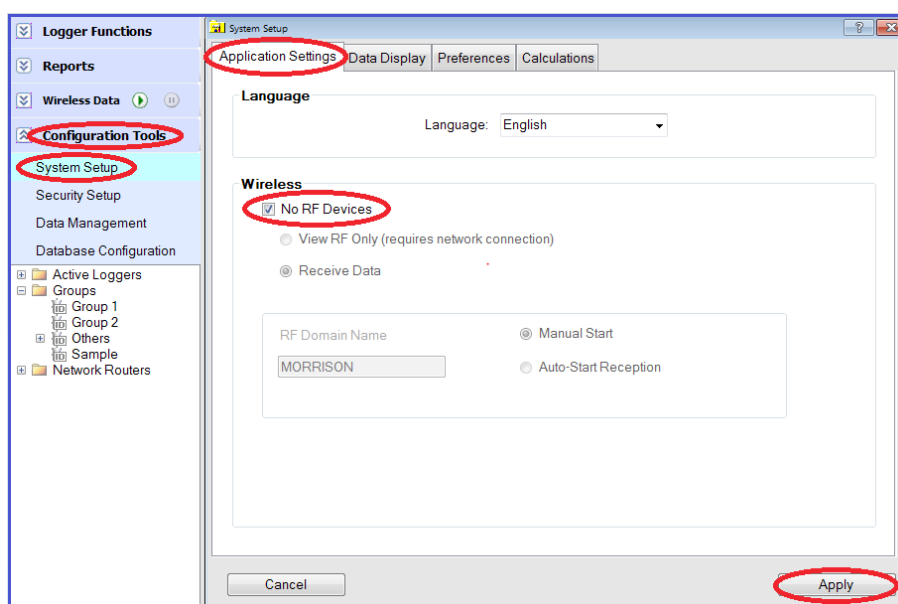 Logger Functions
Reports
Wireless Data
Configuration Tools
System Setup
Security Setup
Data Management
Database Configuration
Active Loggers
Groups
Group 1
Group 2
Others
Sample
Network Routers
System Setup
Application Settings Data Display Preferences Calculations
Language
Language: English
Wireless
No RF Devices
View RF Only (requires network connection)
Receive Data
RF Domain Name Manual Start
MORRISON Auto-Start Reception
Cancel Apply